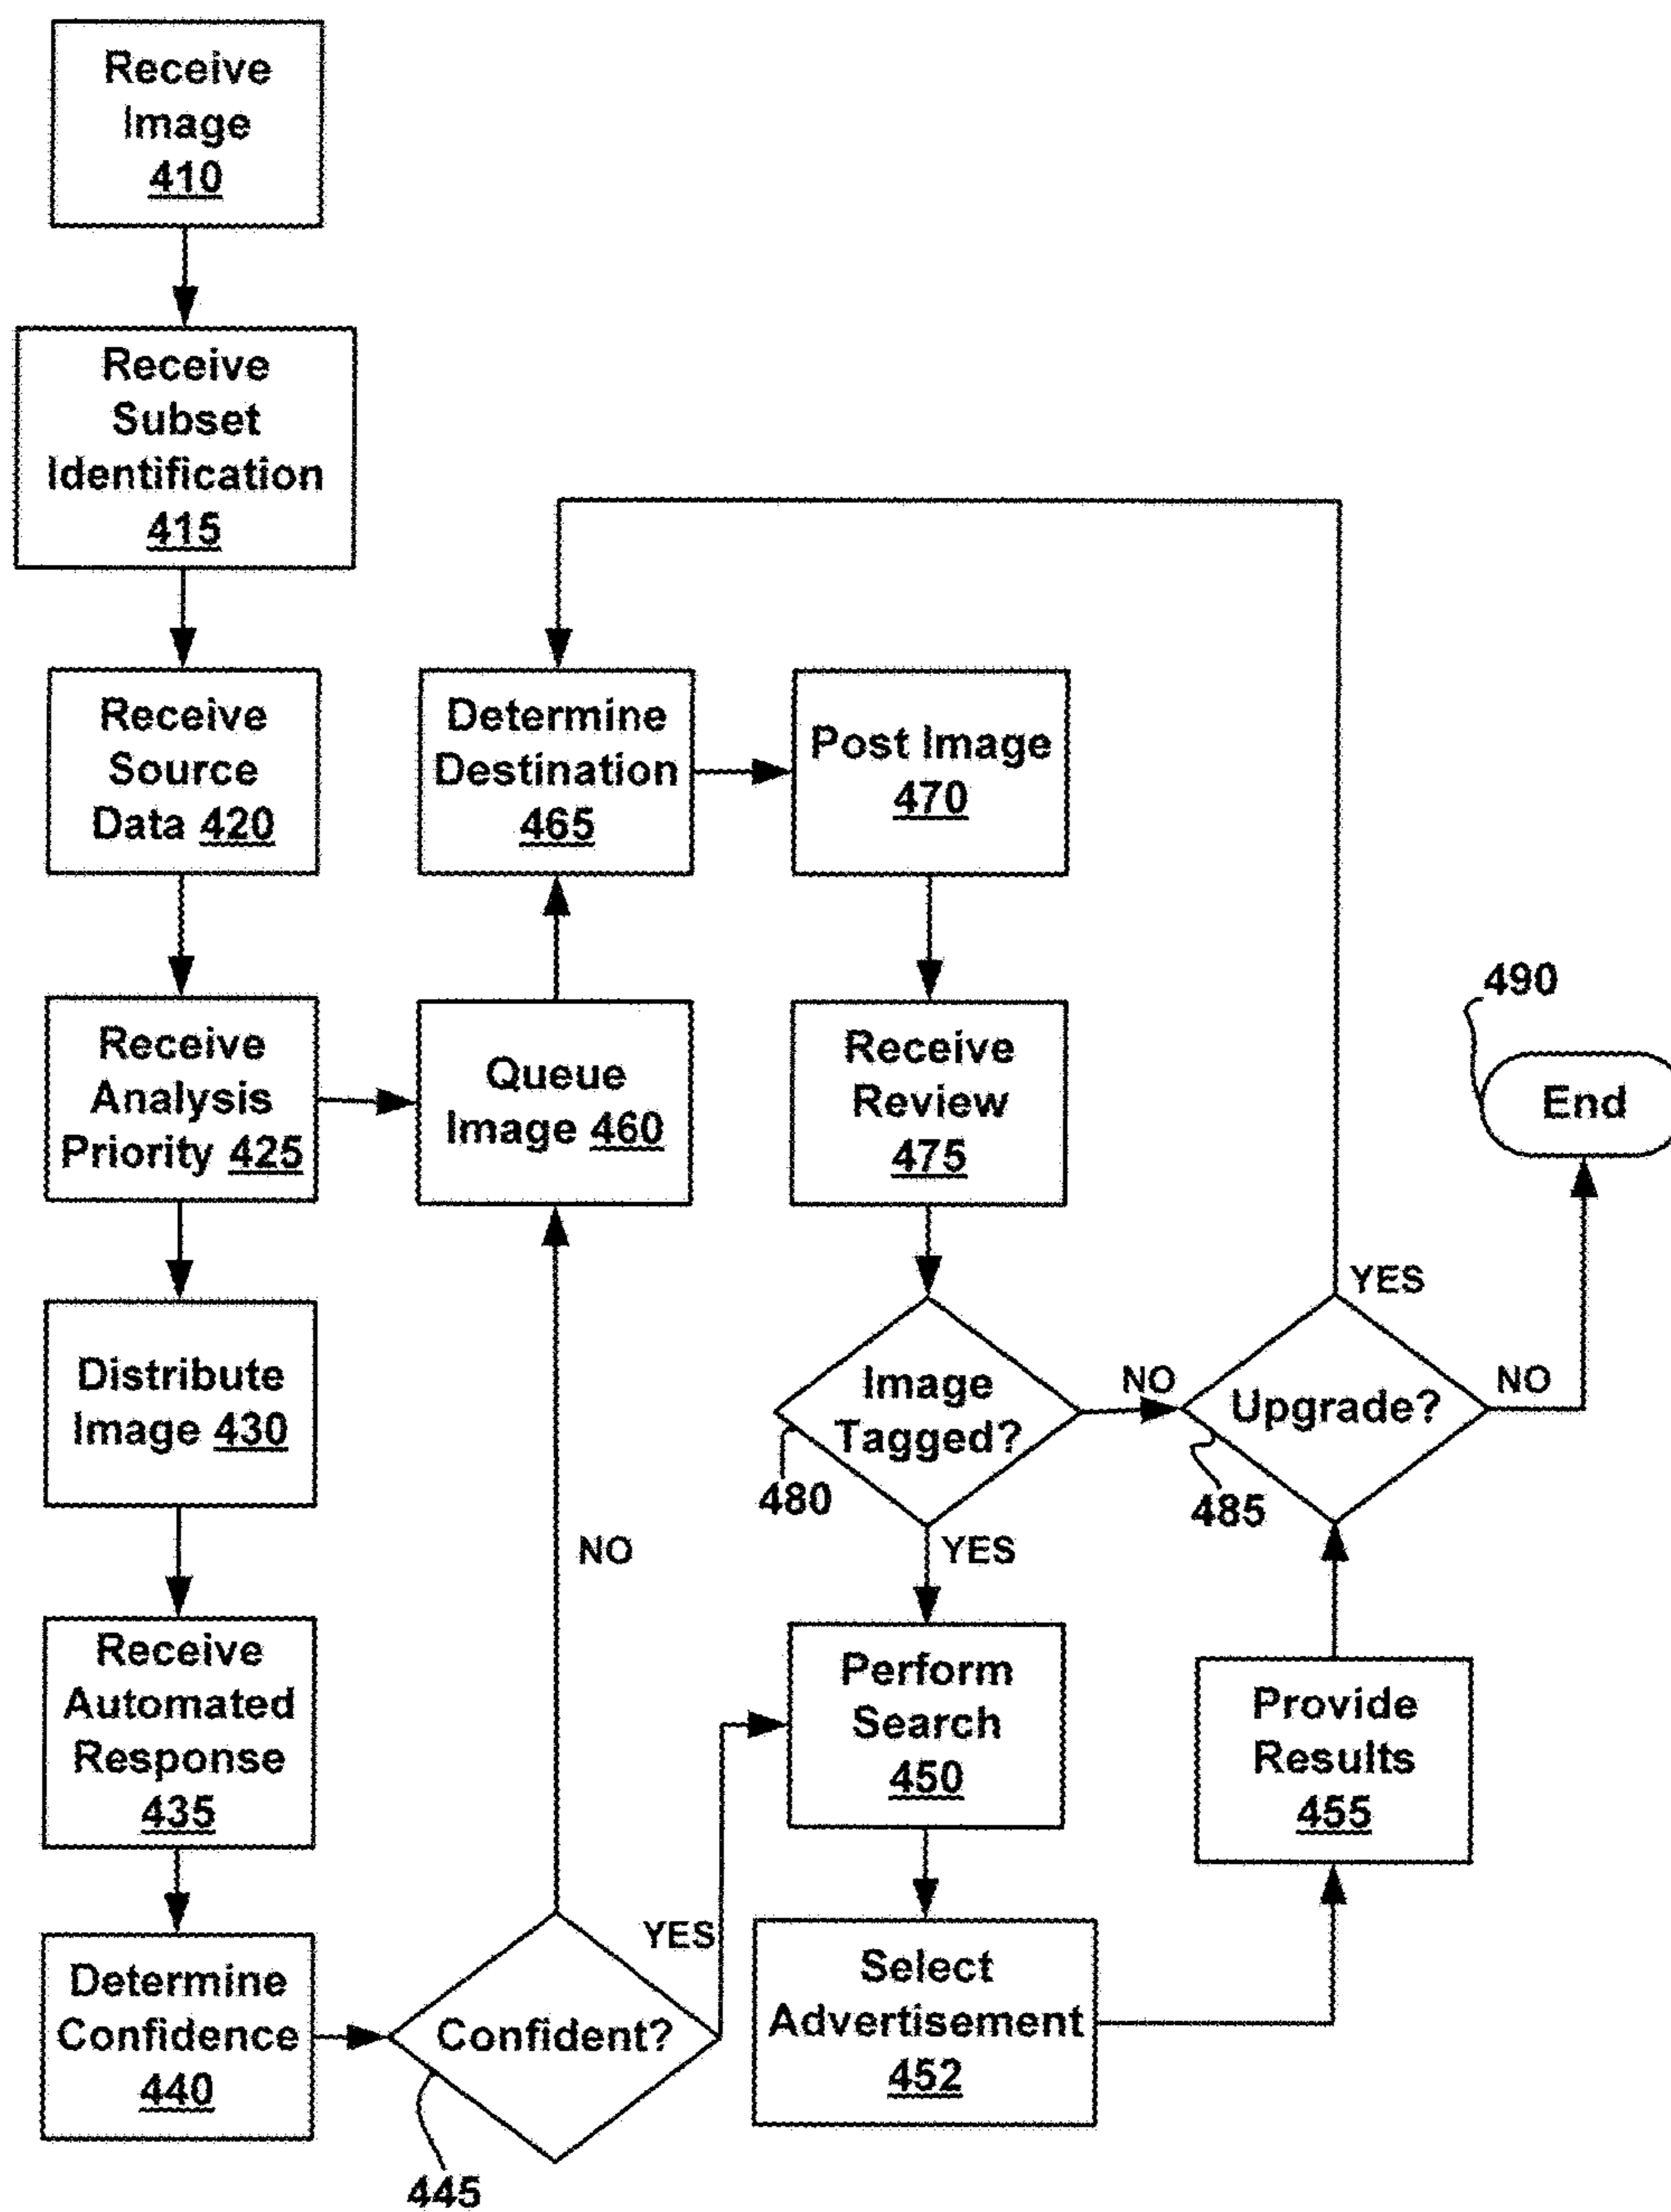 Receive
Image
410
Receive
Subset
Identification
415
Receive
Source
Data 420
Receive
Analysis
Priority 425
Distribute
Image 430
Receive
Automated
Response
435
Determine
Confidence
440
Confident?
445
NO
YES
Queue
Image 460
Determine
Destination
465
Post Image
470
Receive
Review
475
Image
Tagged?
480
NO
YES
Perform
Search
450
Select
Advertisement
452
Provide
Results
455
Upgrade?
485
YES
NO
490
End